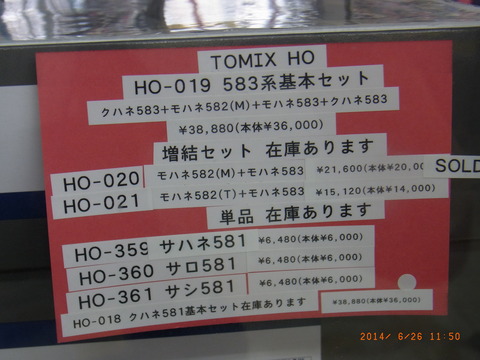 TOMIX HO
HO-019 583系基本セット
クハネ583+モハネ582(M)+モハネ583+クハネ583
¥38,880(本体¥36,000)
増結セット 在庫あります
HO-020 モハネ582(M)+モハネ583 ¥21,600(本体¥20,00 SOLD
HO-021 モハネ582(T)+モハネ583 ¥15,120(本体¥14,000)
単品 在庫あります
HO-359 サハネ581 ¥6,480(本体¥6,000)
HO-360 サロ581 ¥6,480(本体¥6,000)
HO-361 サシ581 ¥6,480(本体¥6,000)
HO-018 クハネ581基本セット在庫あります ¥38,880(本体¥36,000)
2014/ 6/26 11:50